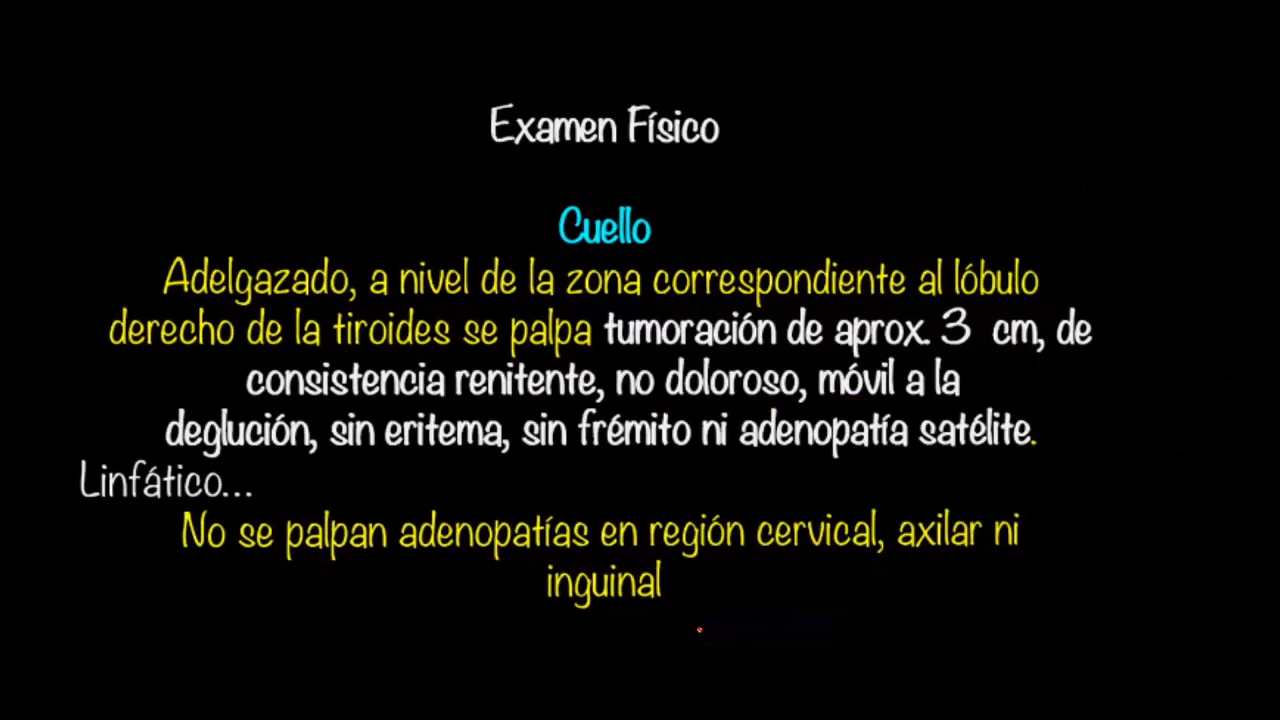 Examen Físico
Cuello
Adelgazado, a nivel de la zona correspondiente al lóbulo
derecho de la tiroides se palpa tumoración de aprox. 3 cm, de
consistencia renitente, no doloroso, móvil a la
deglución, sin eritema, sin frémito ni adenopatía satélite.
Linfático...
No se palpan adenopatías en región cervical, axilar ni
inguinal